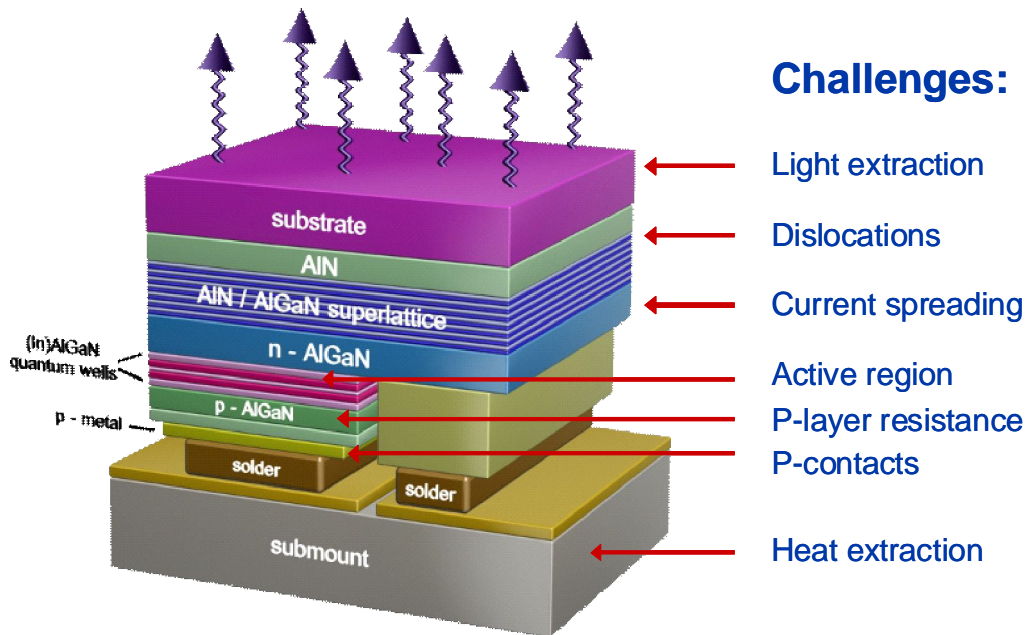 Challenges:
Light extraction
substrate
Dislocations
AlN
AlN / AlGaN superlattice
Current spreading
n - AlGaN
(In)AlGaN
quantum wells
Active region
p - AlGaN
P-layer resistance
p - metal
P-contacts
solder
solder
submount
Heat extraction